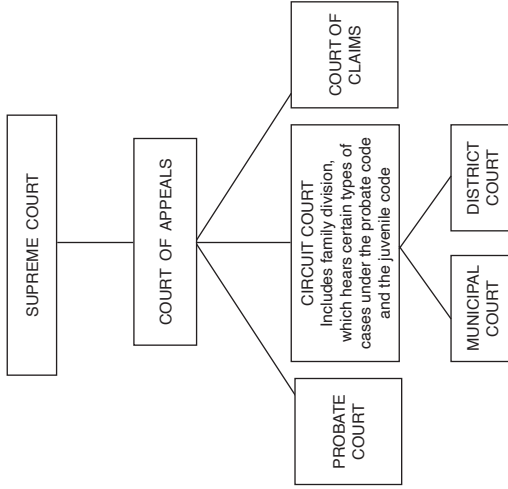 SUPREME COURT
COURT OF APPEALS
PROBATE
COURT
CIRCUIT COURT
Includes family division,
which hears certain types of
cases under the probate code
and the juvenile code
COURT OF
CLAIMS
MUNICIPAL
COURT
DISTRICT
COURT